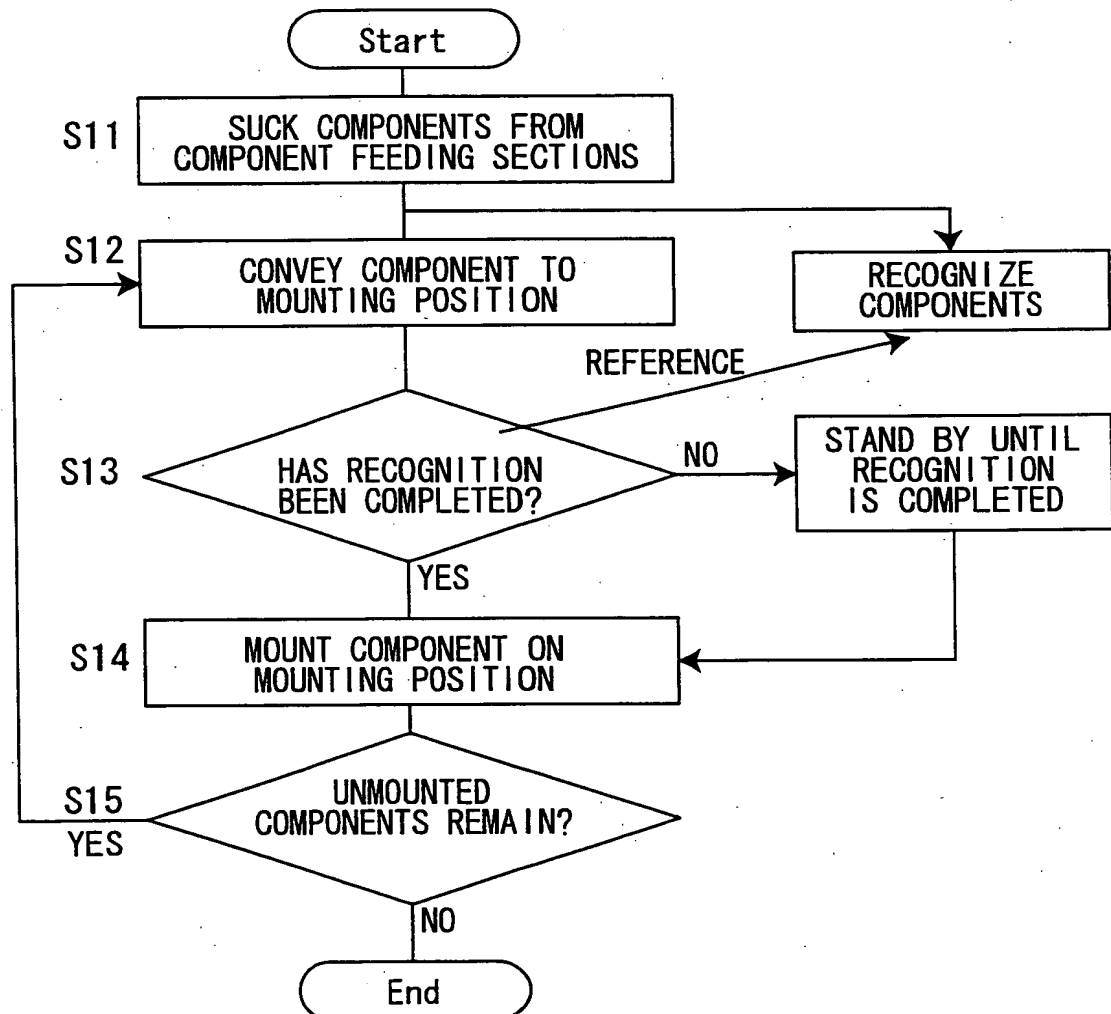 Start
S11
SUCK COMPONENTS FROM
COMPONENT FEEDING SECTIONS
S12
CONVEY COMPONENT TO
MOUNTING POSITION
RECOGNIZE
COMPONENTS
REFERENCE
S13
HAS RECOGNITION
BEEN COMPLETED?
NO
STAND BY UNTIL
RECOGNITION
IS COMPLETED
YES
S14
MOUNT COMPONENT ON
MOUNTING POSITION
S15
YES
UNMOUNTED
COMPONENTS REMAIN?
NO
End